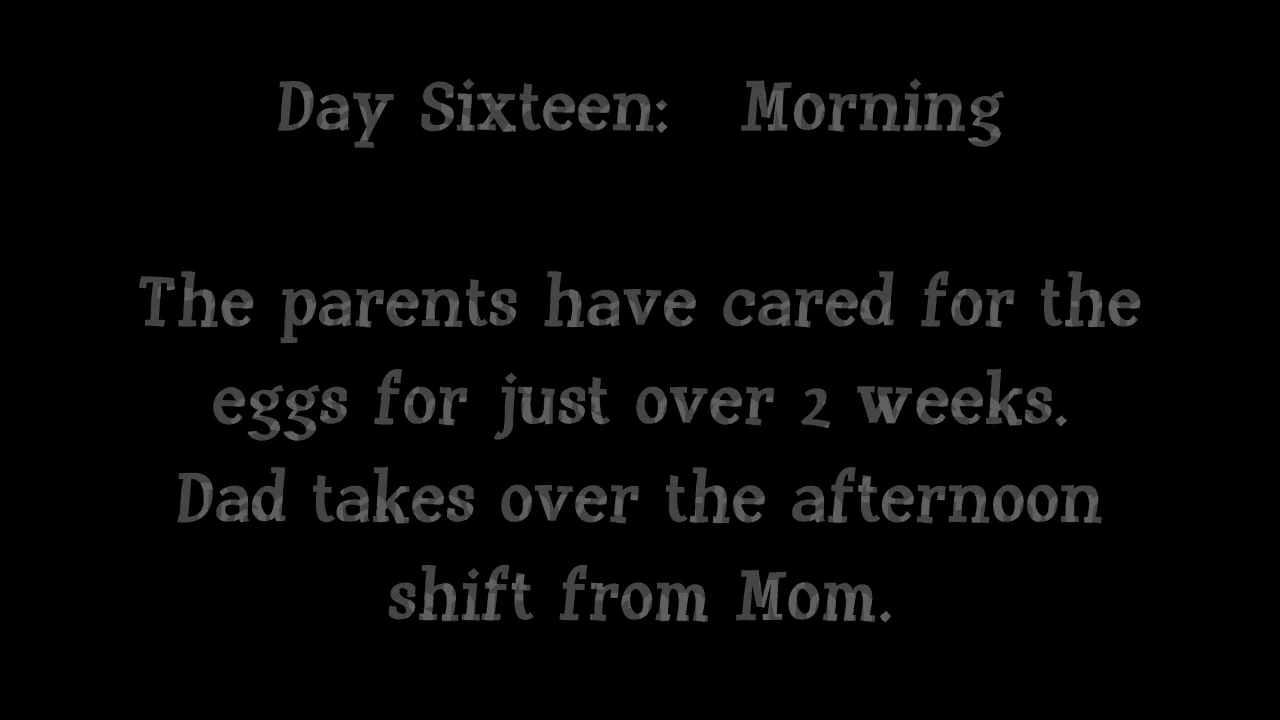 Day Sixteen: Morning
The parents have cared for the
eggs for just over 2 weeks.
Dad takes over the afternoon
shift from Mom.